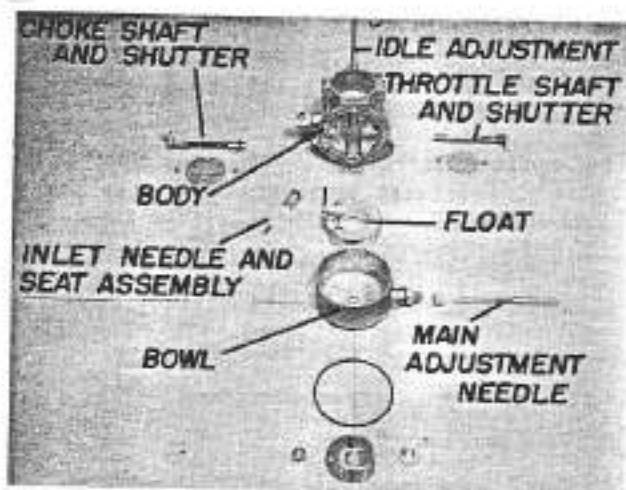 CHOKE SHAFT
AND SHUTTER
IDLE ADJUSTMENT
THROTTLE SHAFT
AND SHUTTER
BODY
FLOAT
INLET NEEDLE AND
SEAT ASSEMBLY
BOWL
MAIN
ADJUSTMENT
NEEDLE